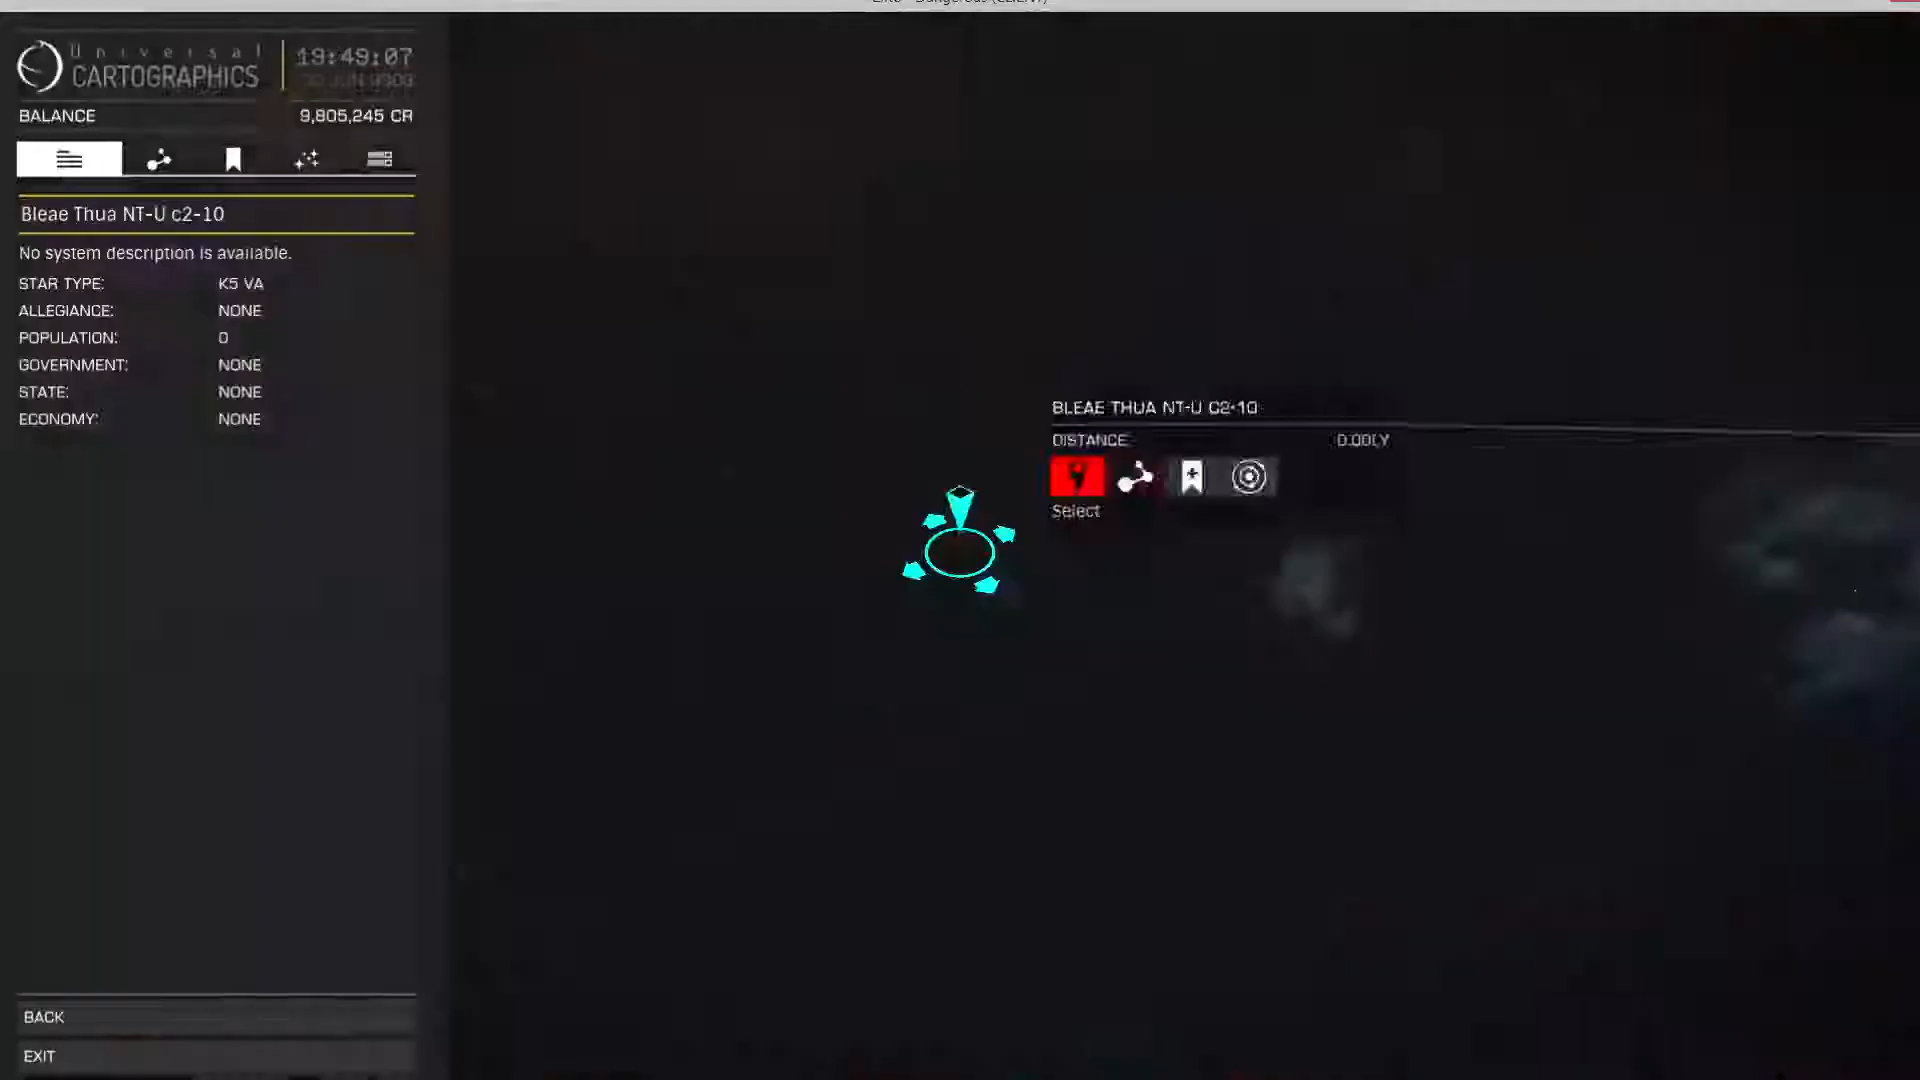 Universal
CARTOGRAPHICS
19:49:07
BALANCE 9,805,245 CR
Bleae Thua NT-U c2-10
No system description is available.
STAR TYPE: K5 VA
ALLEGIANCE: NONE
POPULATION: 0
GOVERNMENT: NONE
STATE: NONE
ECONOMY: NONE
BLEAE THUA NT-U C2-10
DISTANCE: 0.00LY
Select
BACK
EXIT